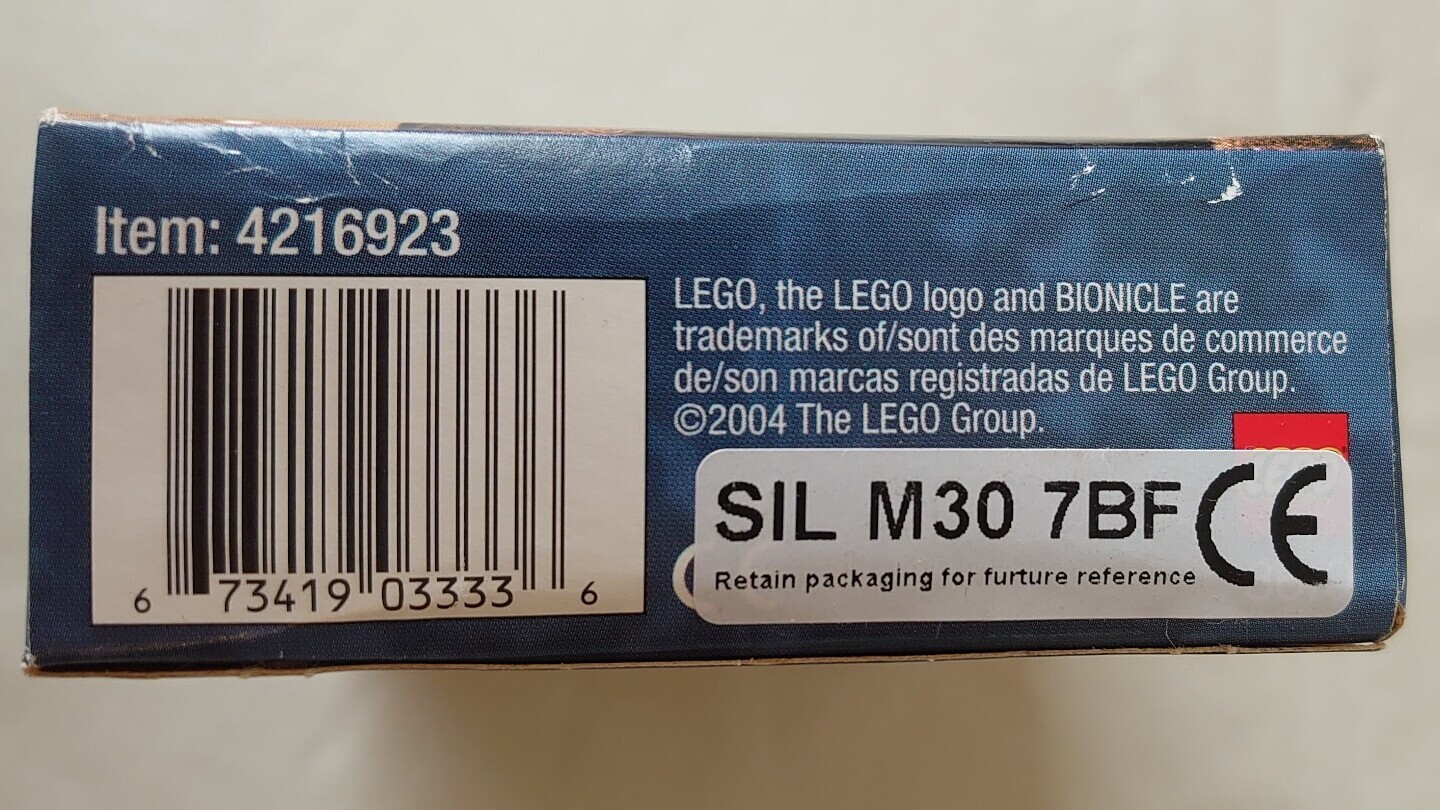 Item: 4216923
6 73419 03333 6
LEGO, the LEGO logo and BIONICLE are
trademarks of/sont des marques de commerce
de/son marcas registradas de LEGO Group.
©2004 The LEGO Group.
SIL M30 7BF CE
Retain packaging for furture reference